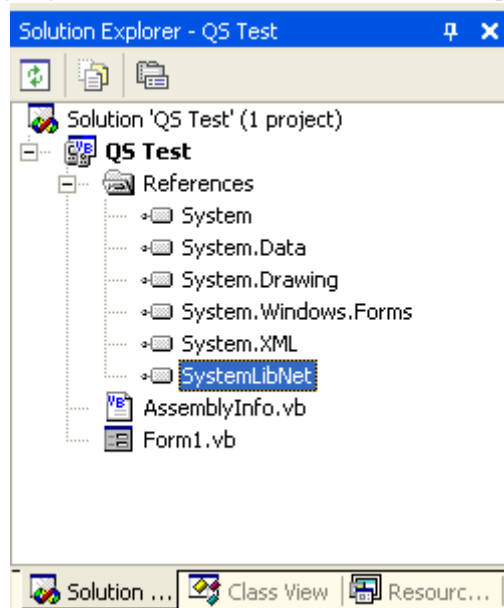 Solution Explorer - QS Test
Solution 'QS Test' (1 project)
QS Test
References
System
System.Data
System.Drawing
System.Windows.Forms
System.XML
SystemLibNet
AssemblyInfo.vb
Form1.vb
Solution ... Class View Resourc...